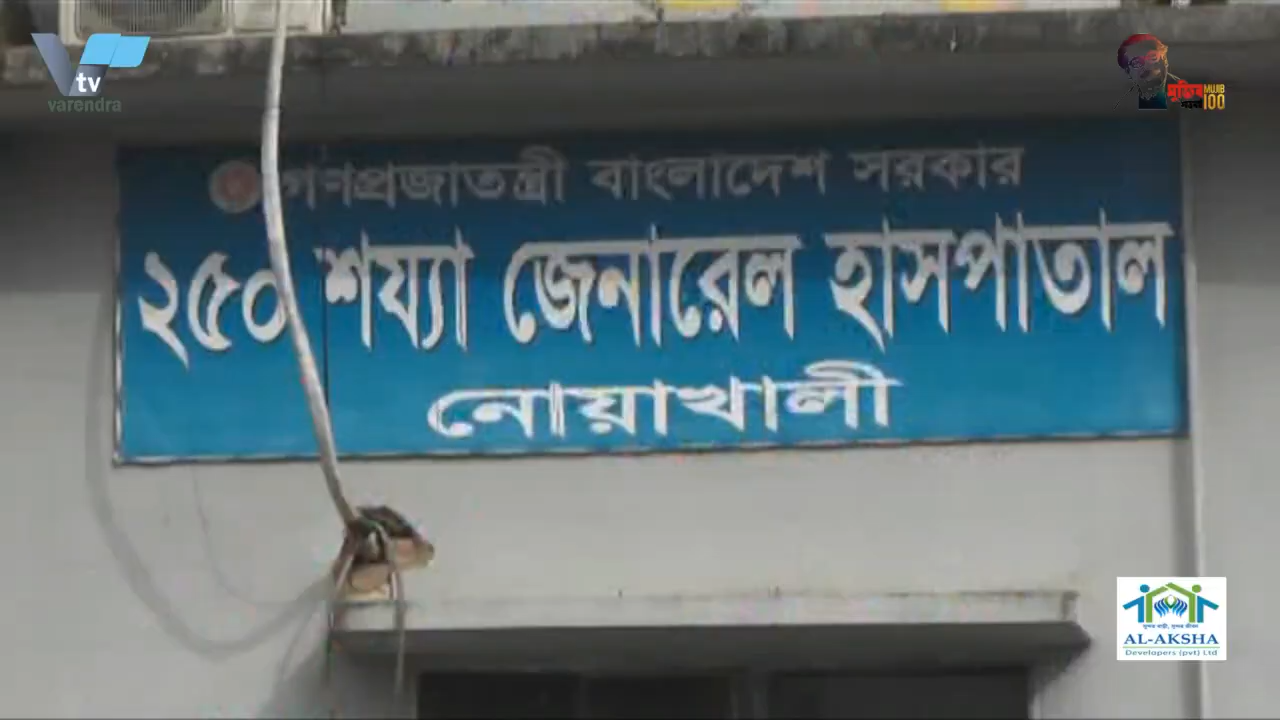 tv
varendra
মুজিব
MUJIB
100
গণপ্রজাতন্ত্রী বাংলাদেশ সরকার
২৫০ শয্যা জেনারেল হাসপাতাল
নোয়াখালী
AL-AKSHA
Developers (pvt) Ltd